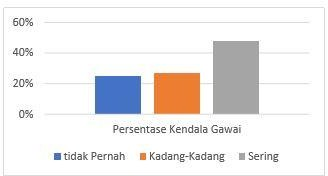 60%
40%
20%
0%
Persentase Kendala Gawai
tidak Pernah Kadang-Kadang Sering